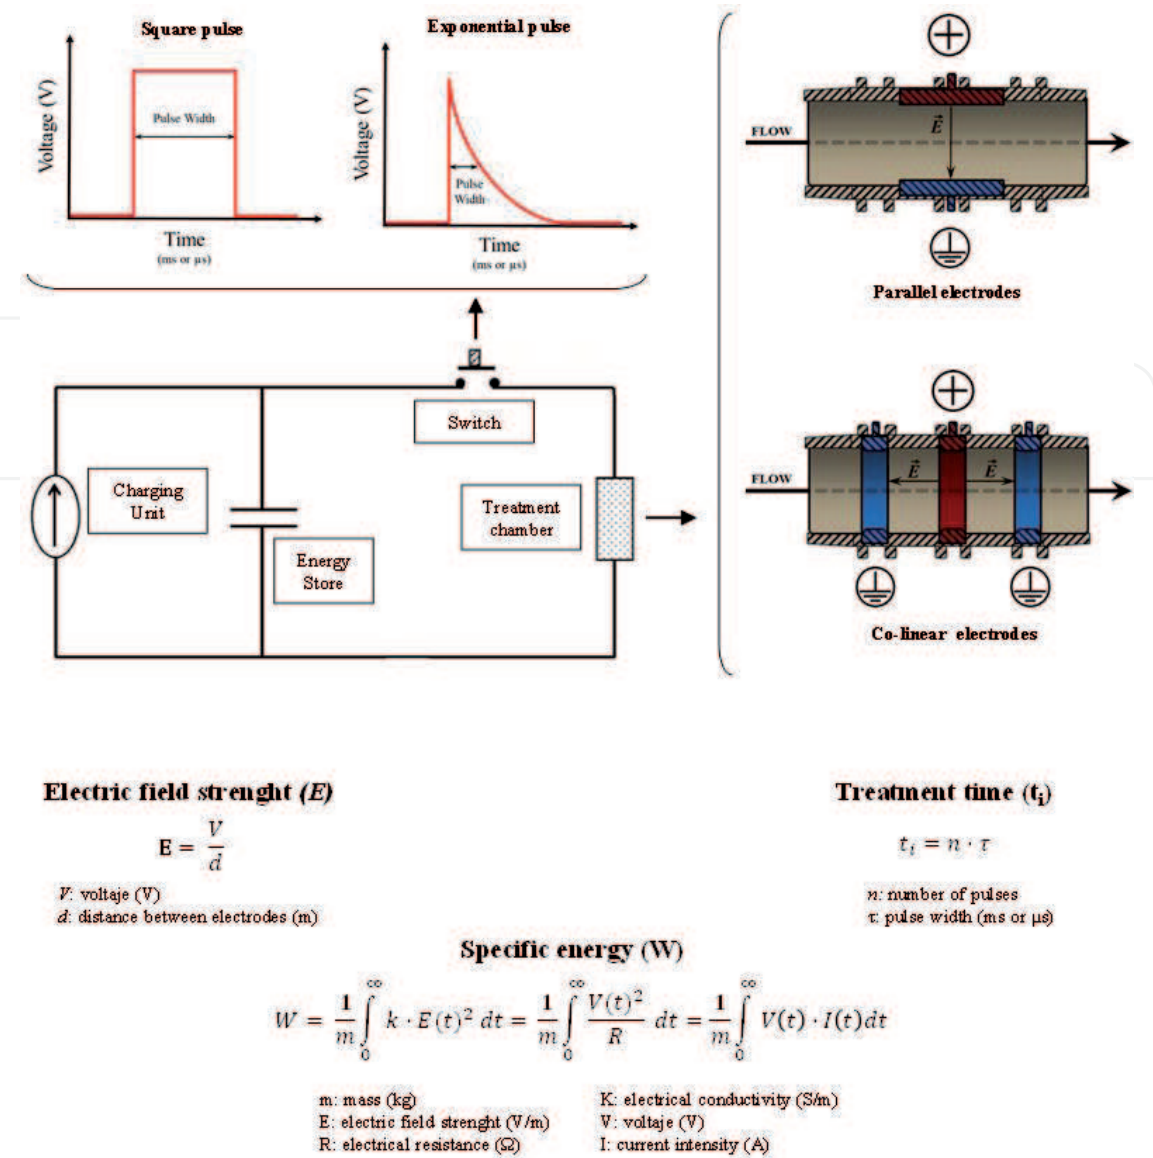 Square pulse
Voltage (V)
Pulse Width
Time
(ms or µs)
Exponential pulse
Voltage (V)
Pulse
Width
Time
(ms or µs)
Switch
Charging
Unit
Energy
Store
Treatment
chamber
FLOW
E⃗
Parallel electrodes
FLOW
E⃗ E⃗
Co-linear electrodes
Electric field strenght (E)
E = V/d
V: voltaje (V)
d: distance between electrodes (m)
Treatment time (tᵢ)
tᵢ = n · τ
n: number of pulses
τ: pulse width (ms or µs)
Specific energy (W)
W = 1/m ∫₀^∞ k · E(t)² dt = 1/m ∫₀^∞ V(t)²/R dt = 1/m ∫₀^∞ V(t) · I(t)dt
m: mass (kg)
E: electric field strenght (V/m)
R: electrical resistance (Ω)
K: electrical conductivity (S/m)
V: voltaje (V)
I: current intensity (A)